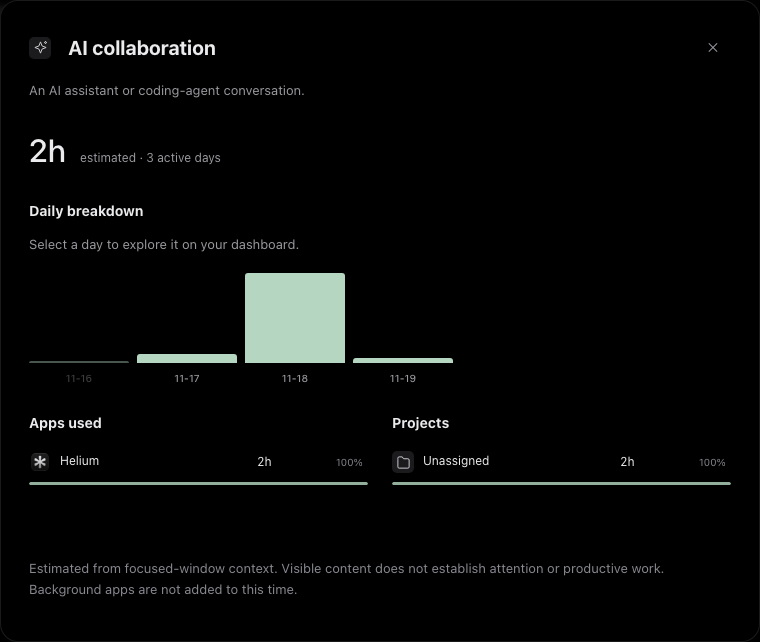 AI collaboration
An AI assistant or coding-agent conversation.
2h estimated · 3 active days
Daily breakdown
Select a day to explore it on your dashboard.
11-16 11-17 11-18 11-19
Apps used
Helium 2h 100%
Projects
Unassigned 2h 100%
Estimated from focused-window context. Visible content does not establish attention or productive work.
Background apps are not added to this time.